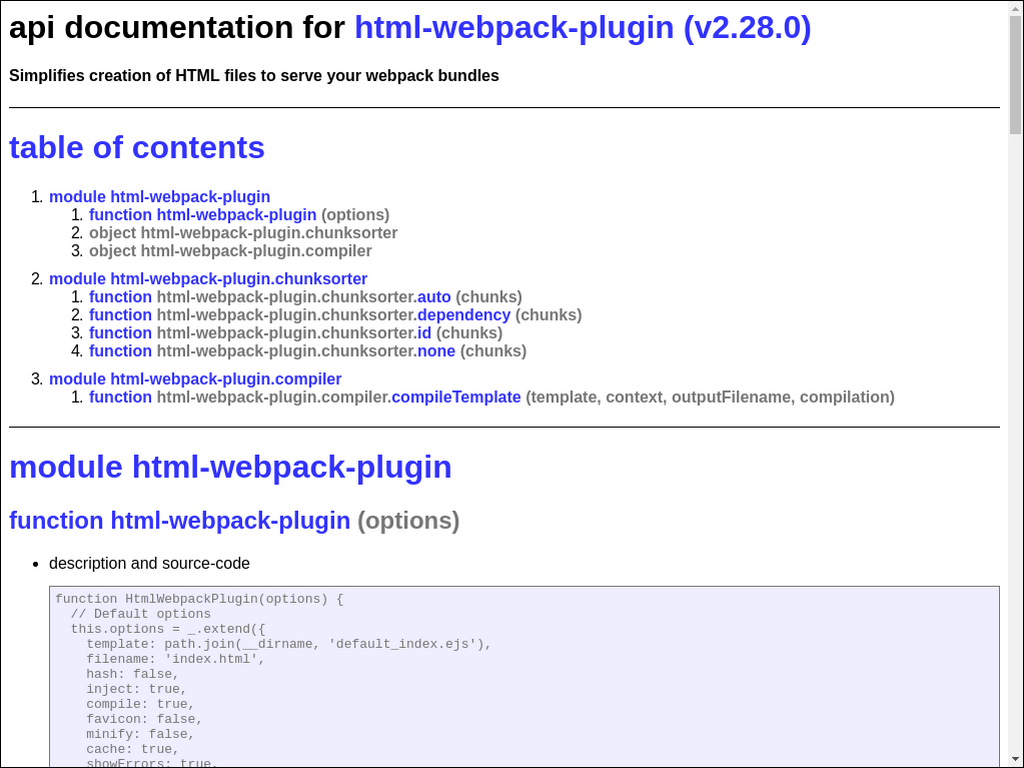 api documentation for html-webpack-plugin (v2.28.0)
Simplifies creation of HTML files to serve your webpack bundles
table of contents
1. module html-webpack-plugin
1. function html-webpack-plugin (options)
2. object html-webpack-plugin.chunksorter
3. object html-webpack-plugin.compiler
2. module html-webpack-plugin.chunksorter
1. function html-webpack-plugin.chunksorter.auto (chunks)
2. function html-webpack-plugin.chunksorter.dependency (chunks)
3. function html-webpack-plugin.chunksorter.id (chunks)
4. function html-webpack-plugin.chunksorter.none (chunks)
3. module html-webpack-plugin.compiler
1. function html-webpack-plugin.compiler.compileTemplate (template, context, outputFilename, compilation)
module html-webpack-plugin
function html-webpack-plugin (options)
• description and source-code
function HtmlWebpackPlugin(options) {
  // Default options
  this.options = _.extend({
    template: path.join(__dirname, 'default_index.ejs'),
    filename: 'index.html',
    hash: false,
    inject: true,
    compile: true,
    favicon: false,
    minify: false,
    cache: true,
    showErrors: true,